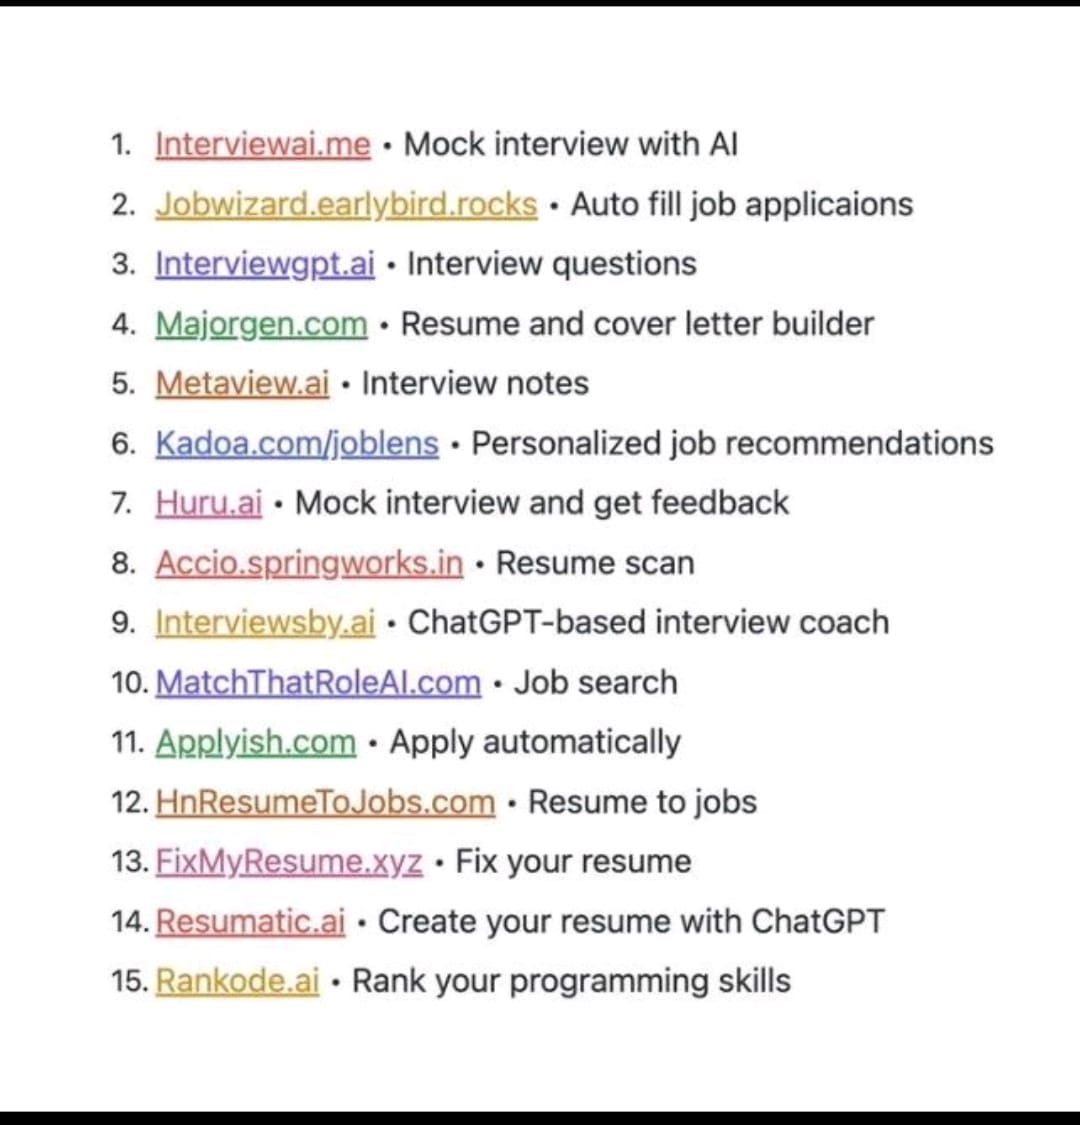 1. Interviewai.me • Mock interview with AI
2. Jobwizard.earlybird.rocks • Auto fill job applicaions
3. Interviewgpt.ai • Interview questions
4. Majorgen.com • Resume and cover letter builder
5. Metaview.ai • Interview notes
6. Kadoa.com/joblens • Personalized job recommendations
7. Huru.ai • Mock interview and get feedback
8. Accio.springworks.in • Resume scan
9. Interviewsby.ai • ChatGPT-based interview coach
10. MatchThatRoleAI.com • Job search
11. Applyish.com • Apply automatically
12. HnResumeToJobs.com • Resume to jobs
13. FixMyResume.xyz • Fix your resume
14. Resumatic.ai • Create your resume with ChatGPT
15. Rankode.ai • Rank your programming skills